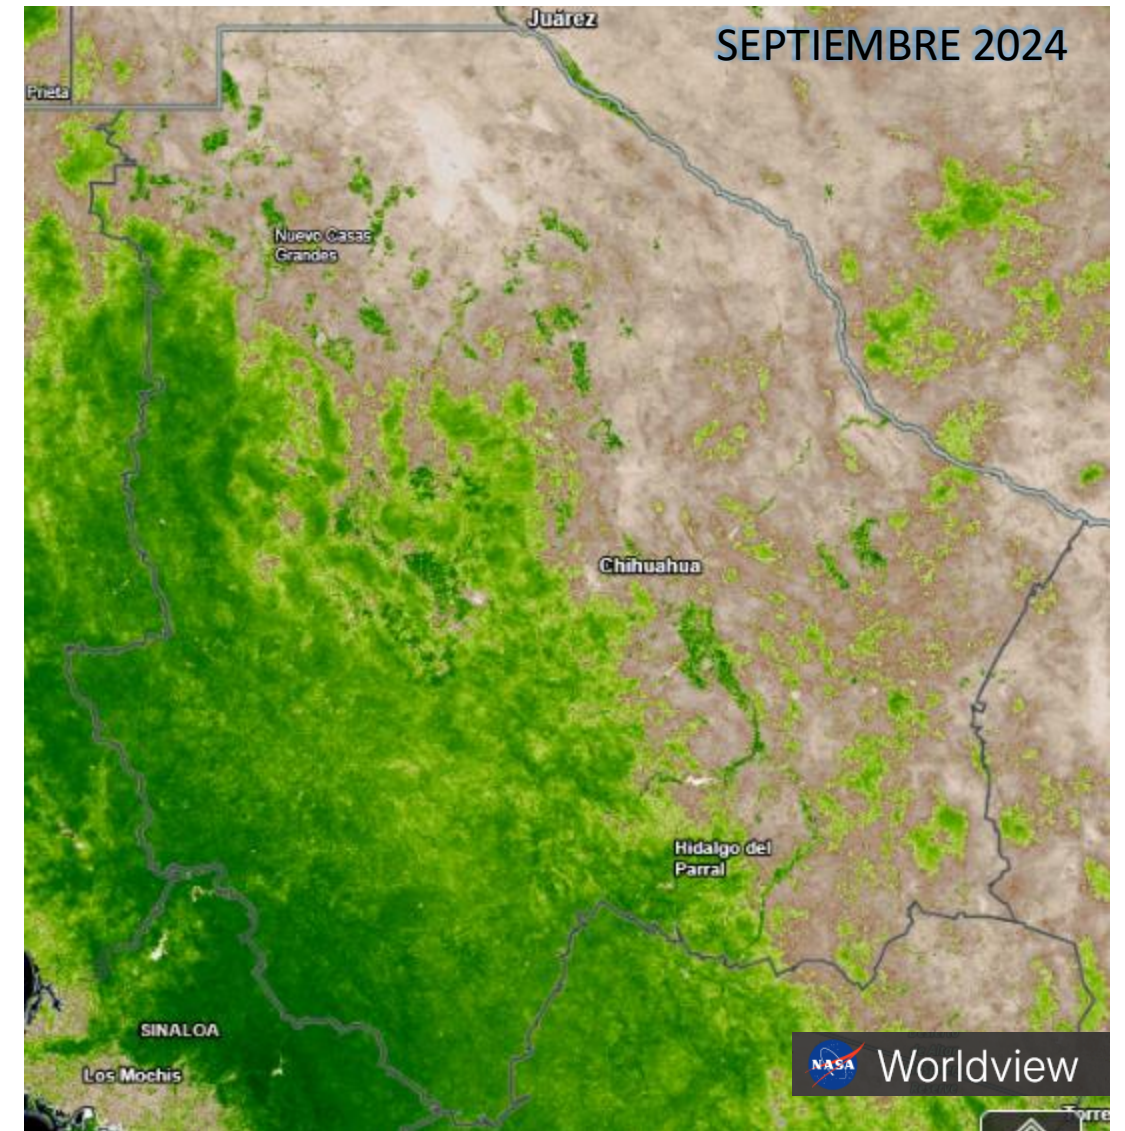 Juárez
SEPTIEMBRE 2024
Prieta
Nuevo Casas
Grandes
Chihuahua
Hidalgo del
Parral
SINALOA
Los Mochis
NASA
Worldview
Torre